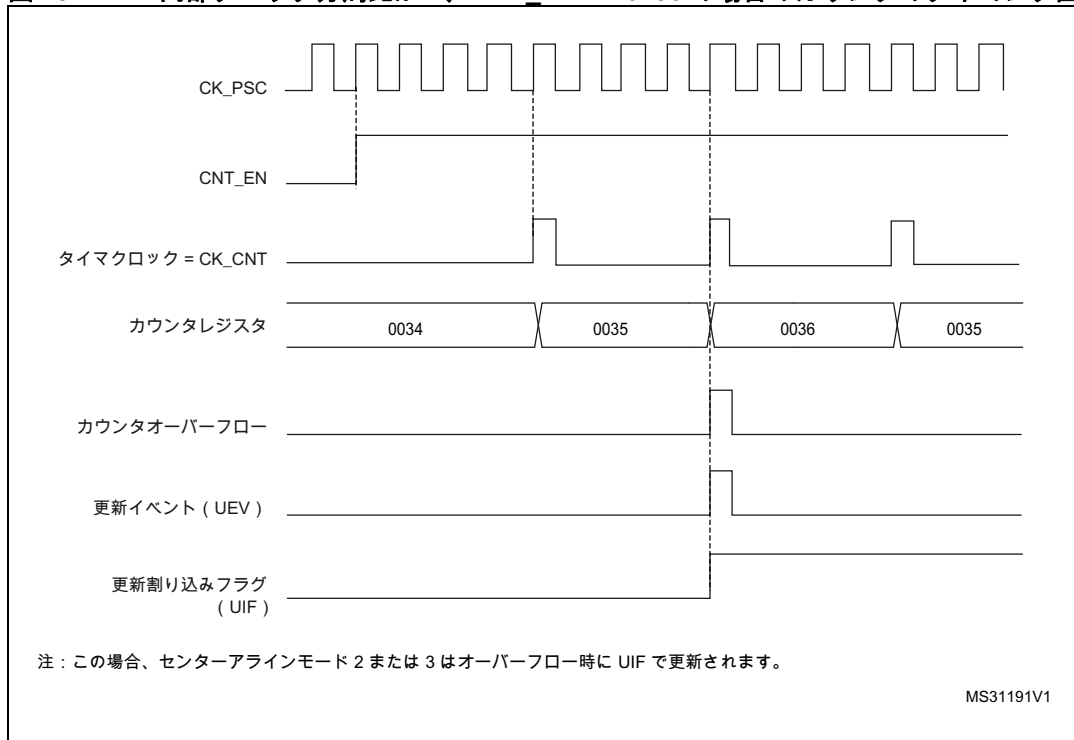 CK_PSC
CNT_EN
タイマクロック = CK_CNT
カウンタレジスタ
0034
0035
0036
0035
カウンタオーバーフロー
更新イベント ( UEV )
更新割り込みフラグ
( UIF )
注 : この場合、センターアラインモード 2 または 3 はオーバーフロー時に UIF で更新されます。
MS31191V1